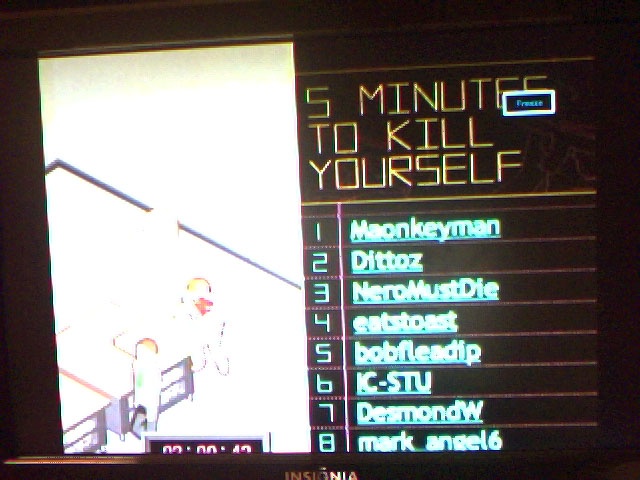 5 MINUTES
Freeze
TO KILL
YOURSELF
1 Maonkeyman
2 Dittoz
3 NeroMustDie
4 eatstoast
5 bobfleadip
6 IC-STU
7 DesmondW
8 mark_angel6
INSIGNIA